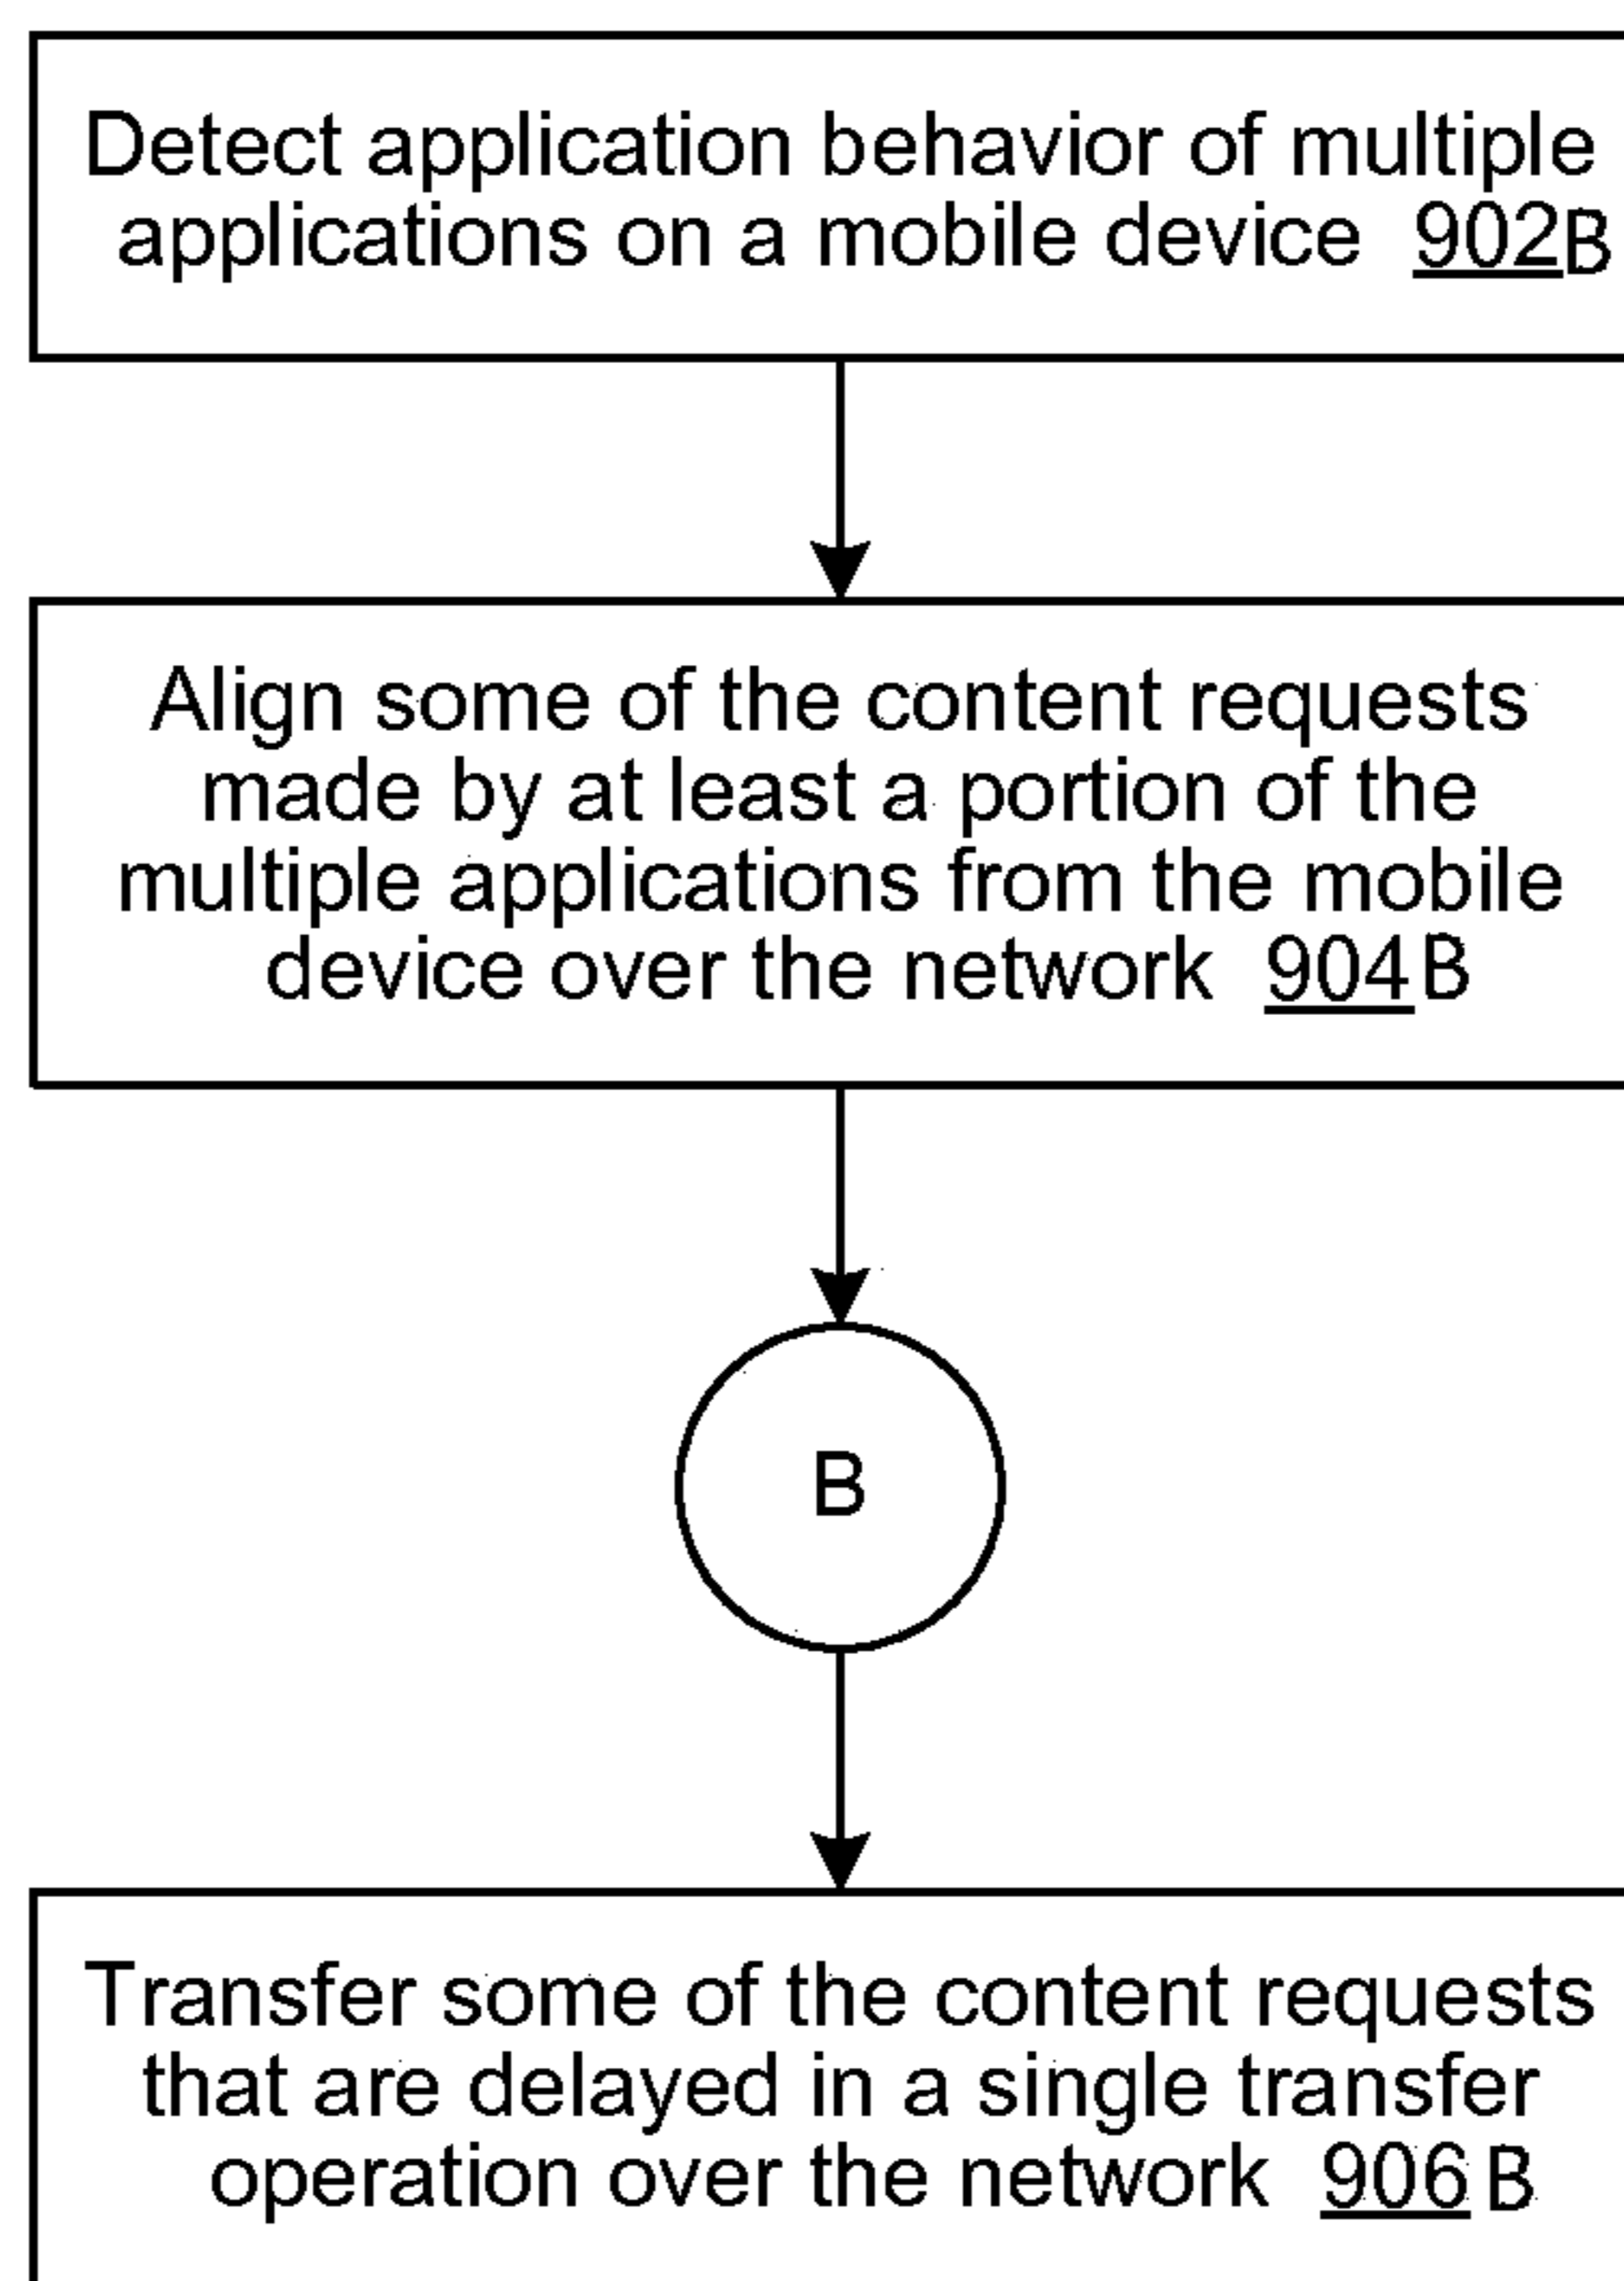 Detect application behavior of multiple
applications on a mobile device 902B
Align some of the content requests
made by at least a portion of the
multiple applications from the mobile
device over the network 904B
B
Transfer some of the content requests
that are delayed in a single transfer
operation over the network 906B